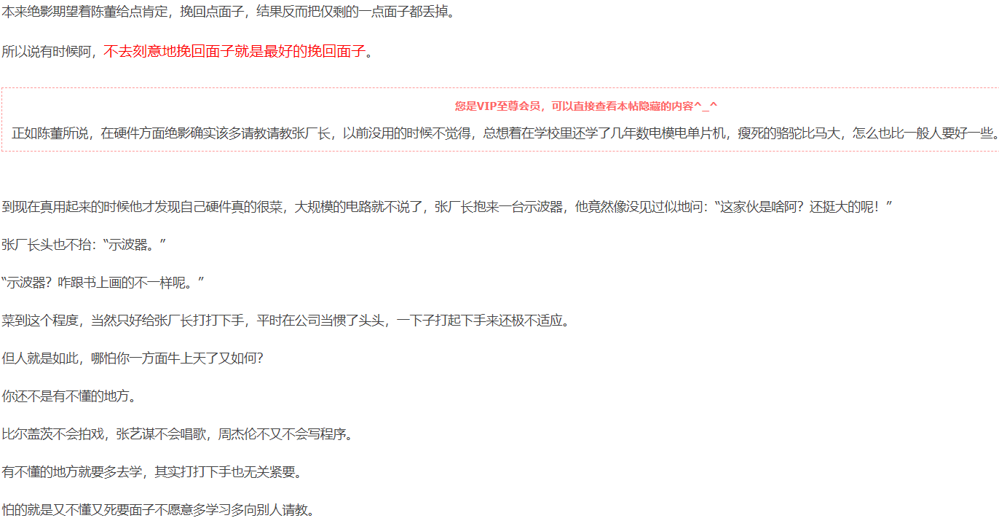 本来绝影期望着陈董给点肯定，挽回点面子，结果反而把仅剩的一点面子都丢掉。
所以说有时候阿，不去刻意地挽回面子就是最好的挽回面子。
您是VIP至尊会员，可以直接查看本帖隐藏的内容^_^
正如陈董所说，在硬件方面绝影确实该多请教请教张厂长，以前没用的时候不觉得，总想着在学校里还学了几年数电模电单片机，瘦死的骆驼比马大，怎么也比一般人要好一些。
到现在真用起来的时候他才发现自己硬件真的很菜，大规模的电路就不说了，张厂长抱来一台示波器，他竟然像没见过似地问：“这家伙是啥阿？还挺大的呢！”
张厂长头也不抬：“示波器。”
“示波器？咋跟书上画的不一样呢。”
菜到这个程度，当然只好给张厂长打打下手，平时在公司当惯了头头，一下子打起下手来还极不适应。
但人就是如此，哪怕你一方面牛上天了又如何？
你还不是有不懂的地方。
比尔盖茨不会拍戏，张艺谋不会唱歌，周杰伦不又不会写程序。
有不懂的地方就要多去学，其实打打下手也无关紧要。
怕的就是又不懂又死要面子不愿意多学习多向别人请教。